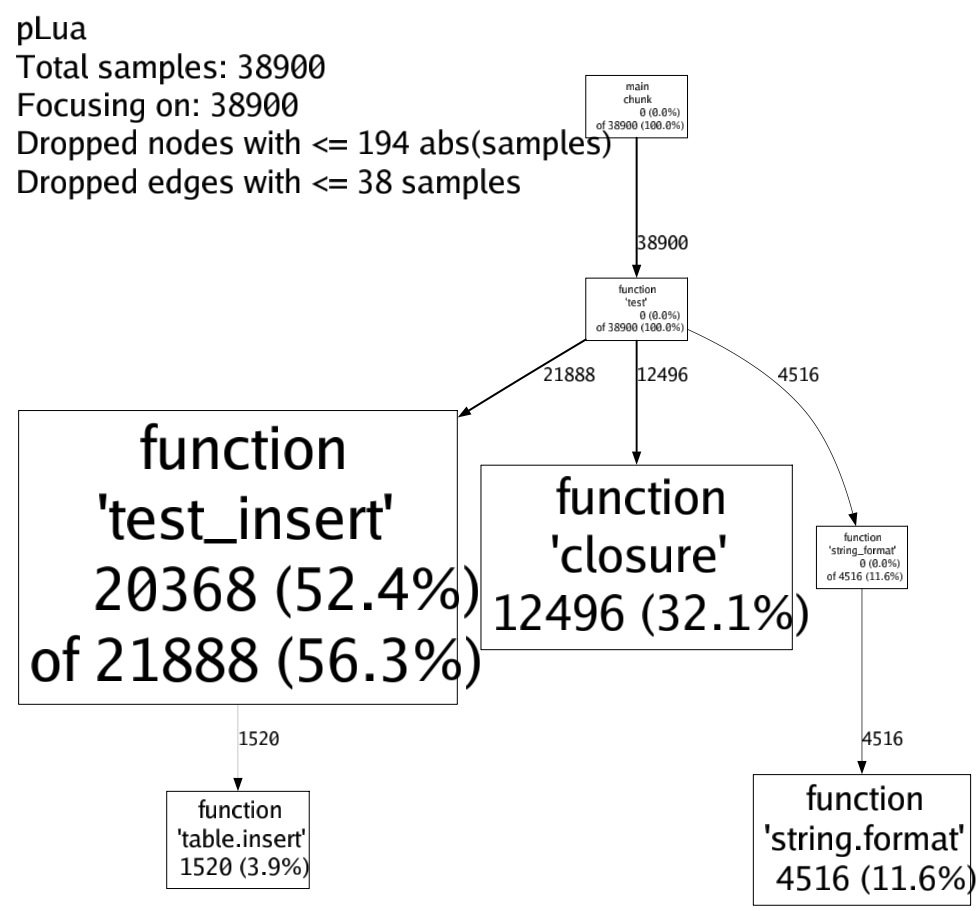 pLua
Total samples: 38900
Focusing on: 38900
Dropped nodes with <= 194 abs(samples)
Dropped edges with <= 38 samples
main
chunk
0 (0.0%)
of 38900 (100.0%)
38900
function
'test'
0 (0.0%)
of 38900 (100.0%)
21888
12496
4516
function
'test_insert'
20368 (52.4%)
of 21888 (56.3%)
function
'closure'
12496 (32.1%)
function
'string_format'
0 (0.0%)
of 4516 (11.6%)
1520
4516
function
'table.insert'
1520 (3.9%)
function
'string.format'
4516 (11.6%)